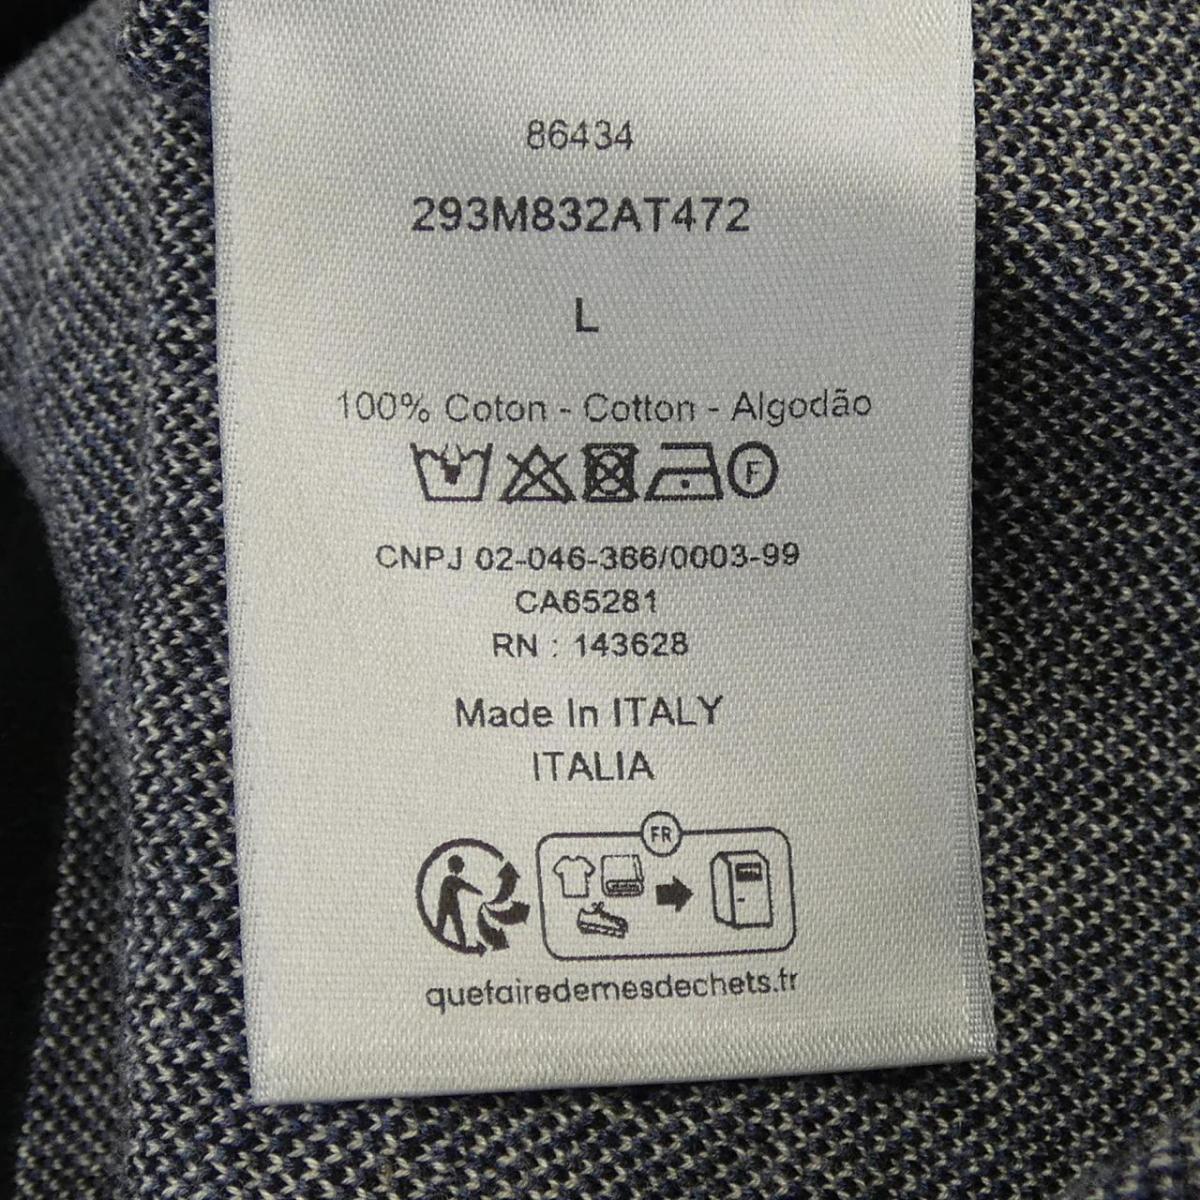 86434
293M832AT472
L
100% Coton - Cotton - Algodão
F
CNPJ 02-046-366/0003-99
CA65281
RN : 143628
Made In ITALY
ITALIA
FR
quefairedemesdechets.fr